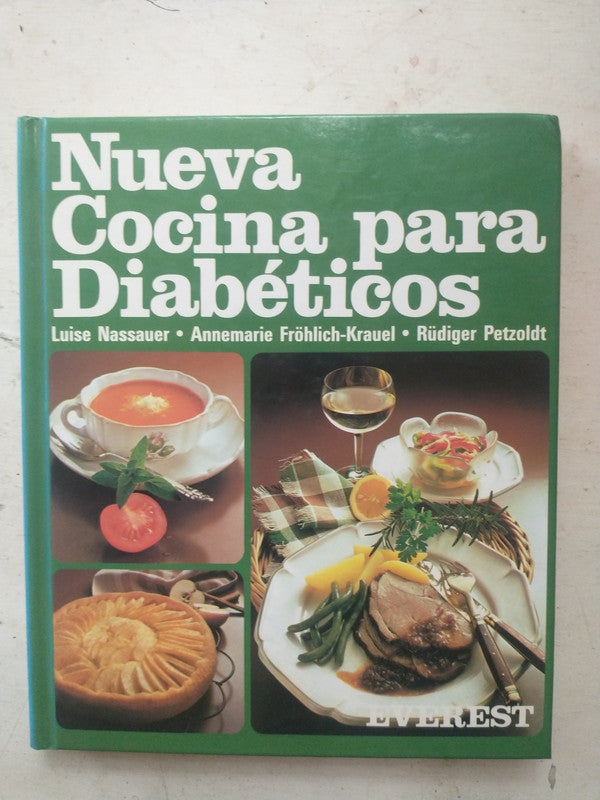 Nueva
Cocina para
Diabéticos
Luise Nassauer • Annemarie Fröhlich-Krauel • Rüdiger Petzoldt
EVEREST